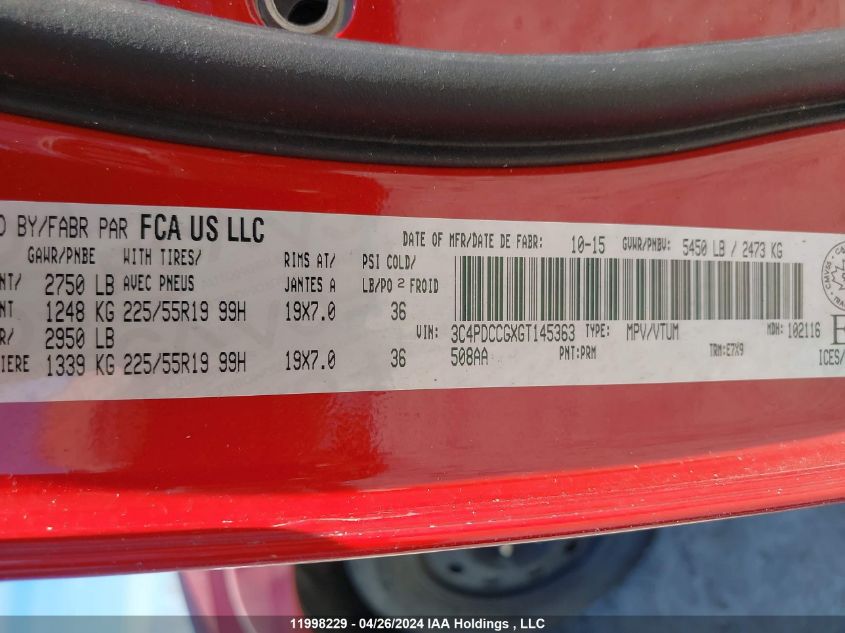 D BY/FABR PAR FCA US LLC
DATE OF MFR/DATE DE FABR: 10-15 GVWR/PNBV: 5450 LB / 2473 KG
GAWR/PNBE WITH TIRES/ RIMS AT/ PSI COLD/
NT/ 2750 LB AVEC PNEUS JANTES A LB/PO 2 FROID
NT 1248 KG 225/55R19 99H 19X7.0 36
R/ 2950 LB
IERE 1339 KG 225/55R19 99H 19X7.0 36
VIN: 3C4PDCCGXGT145363 TYPE: MPV/VTUM MDH: 102116
508AA PNT:PRM TRM:E7X9
ICES/
11998229 - 04/26/2024 IAA Holdings , LLC